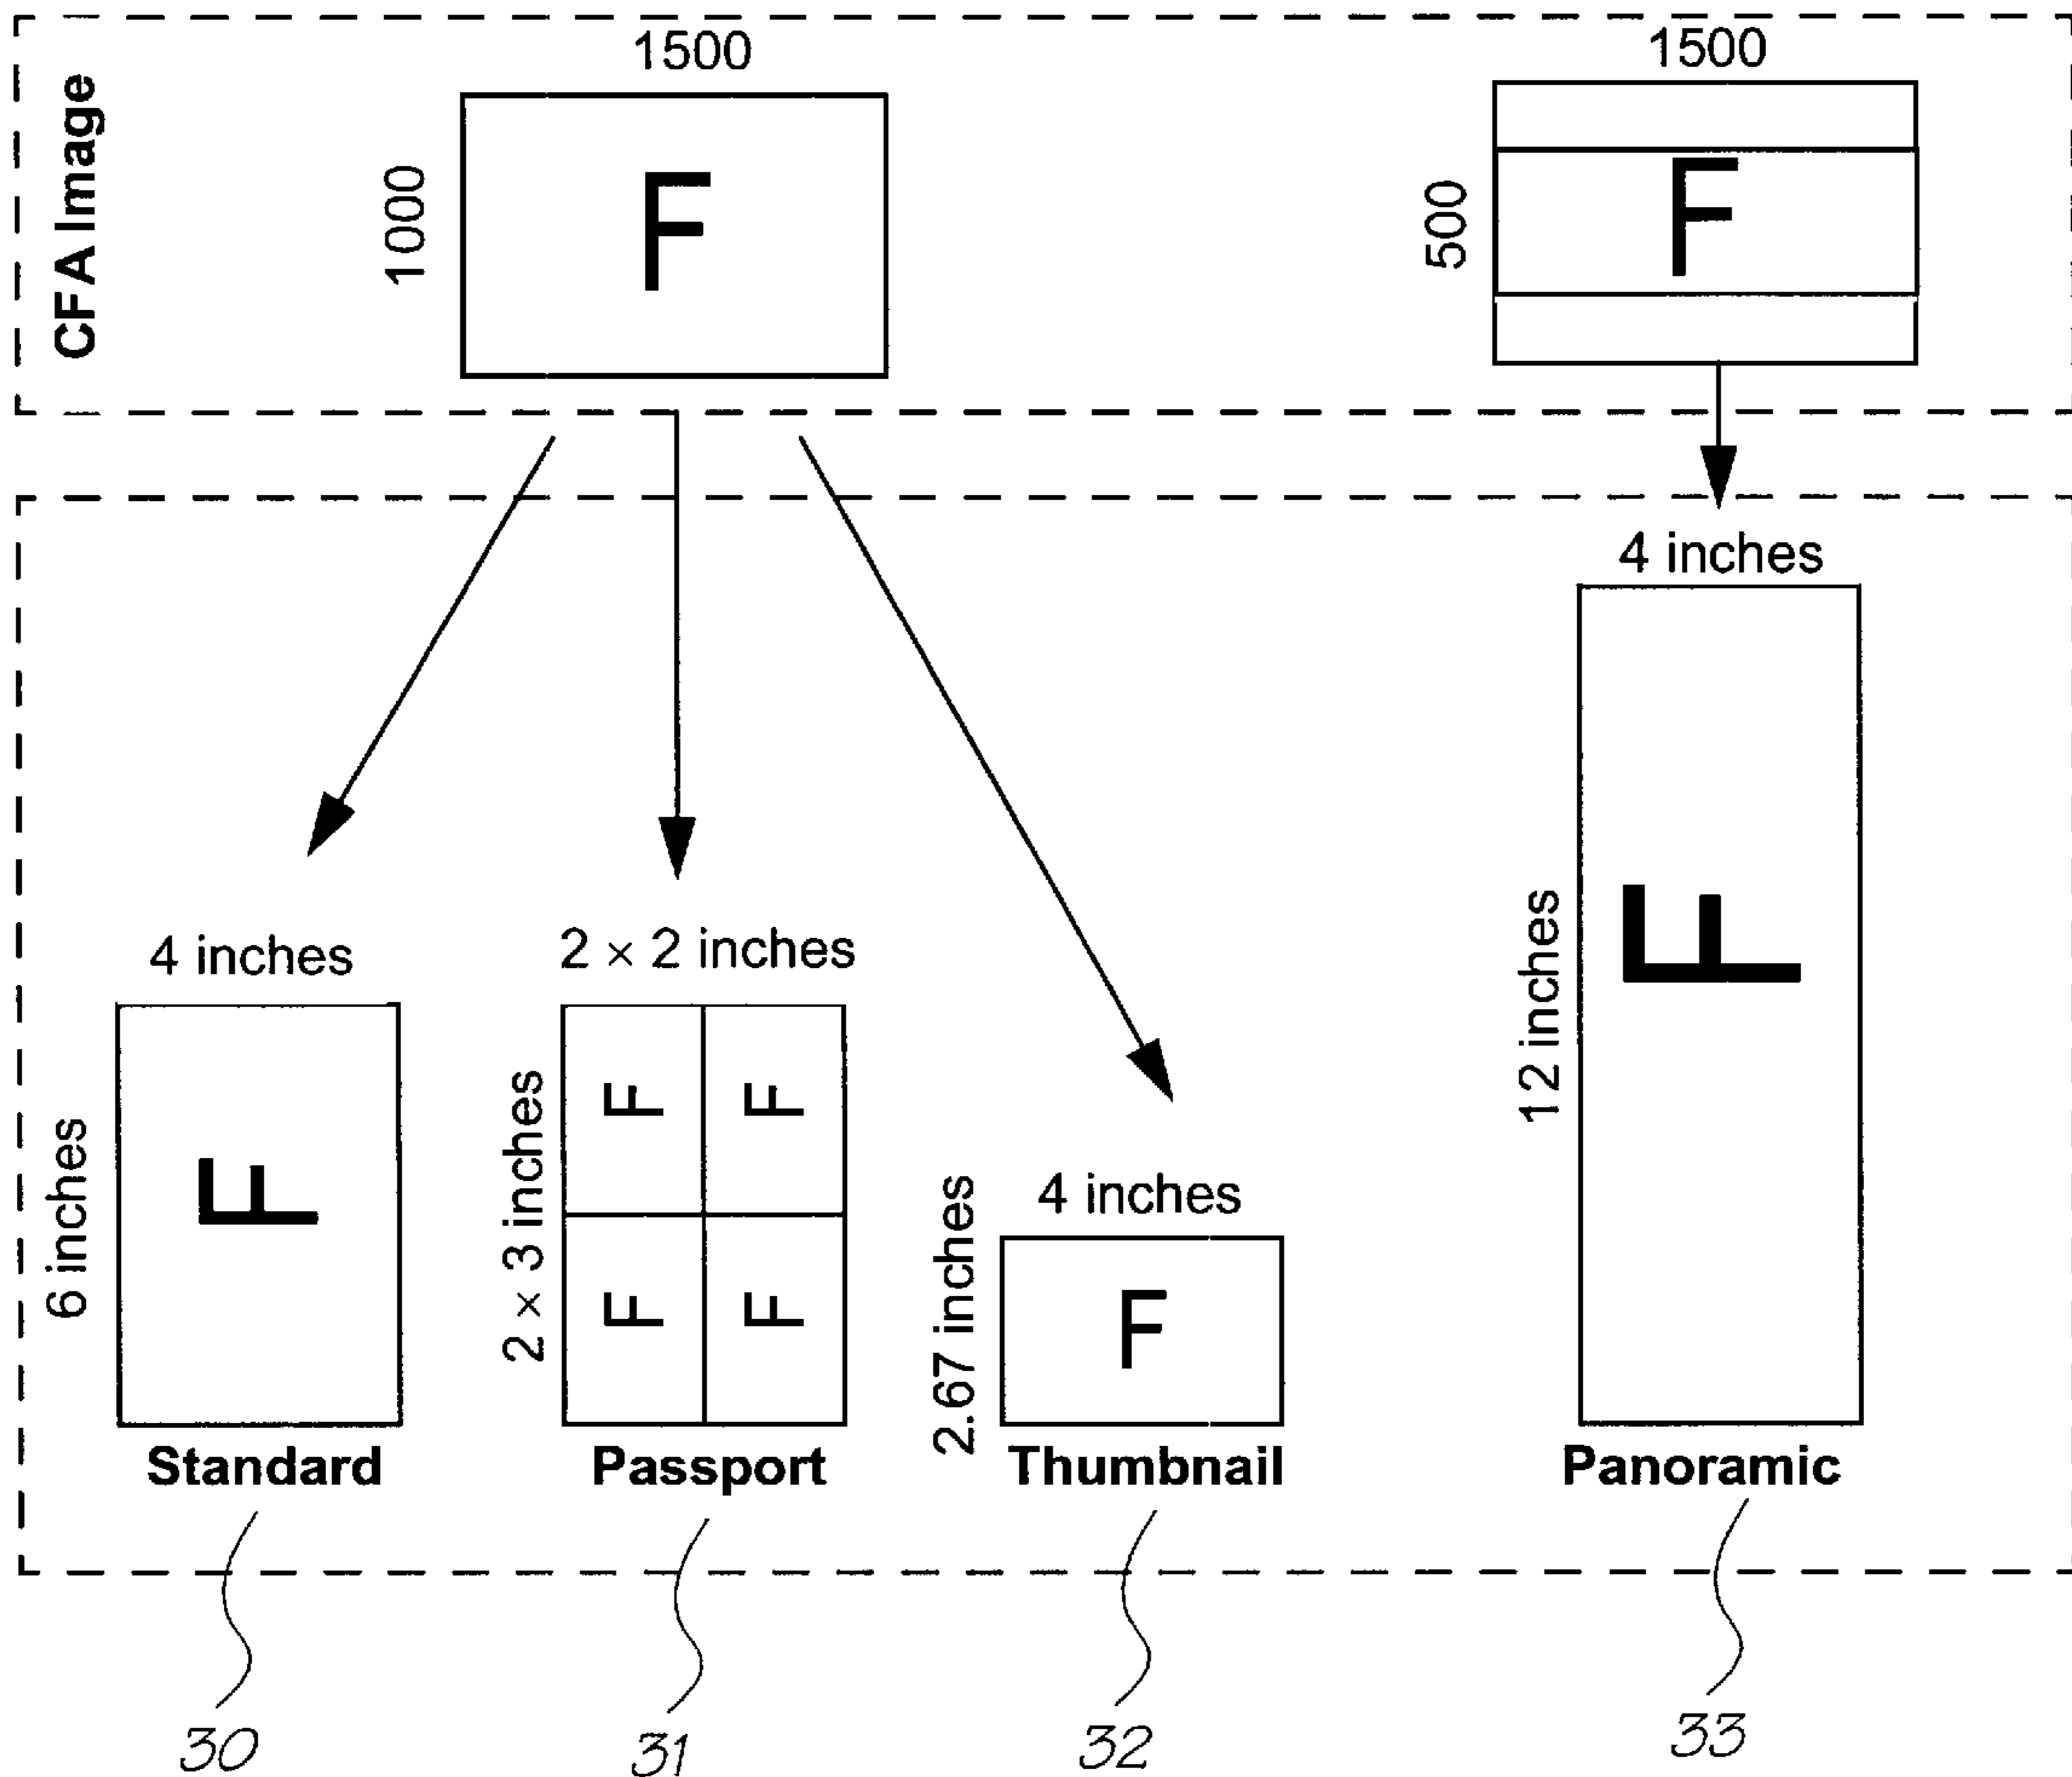 CFA Image
1500
1000
F
1500
500
F
4 inches
6 inches
F
Standard
2 × 2 inches
2 × 3 inches
F F
F F
Passport
4 inches
2.67 inches
F
Thumbnail
4 inches
12 inches
F
Panoramic
30
31
32
33